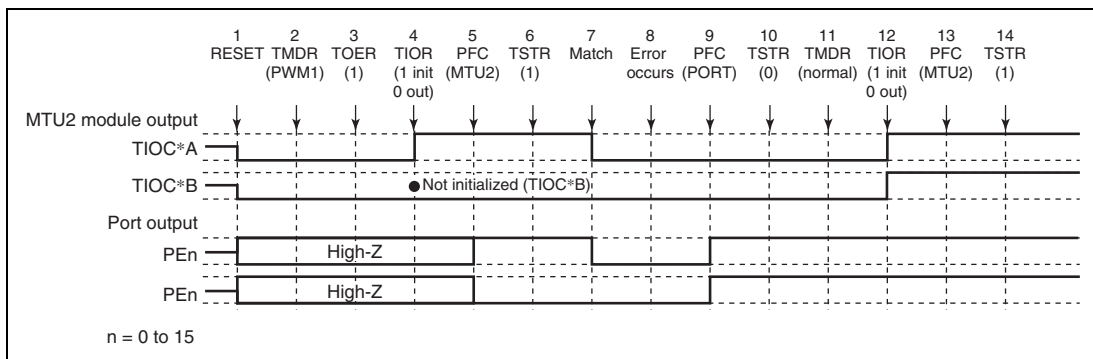 1 2 3 4 5 6 7 8 9 10 11 12 13 14
RESET TMDR TOER TIOR PFC TSTR Match Error PFC TSTR TMDR TIOR PFC TSTR
(PWM1) (1) (1 init (MTU2) (1) occurs (PORT) (0) (normal) (1 init (MTU2) (1)
0 out) 0 out)
MTU2 module output
TIOC*A
TIOC*B
Not initialized (TIOC*B)
Port output
PEn
High-Z
PEn
High-Z
n = 0 to 15